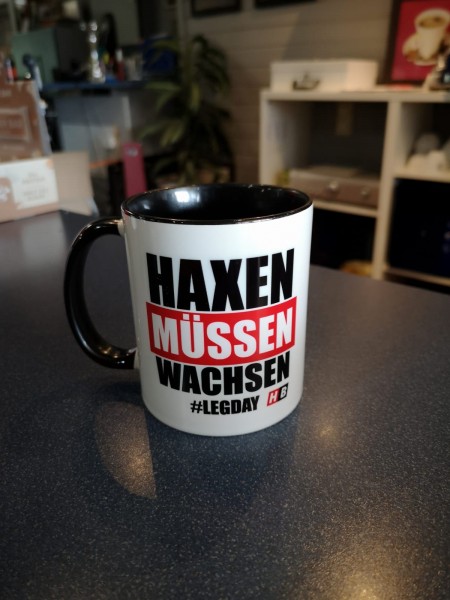 HAXEN
MÜSSEN
WACHSEN
#LEGDAY HB